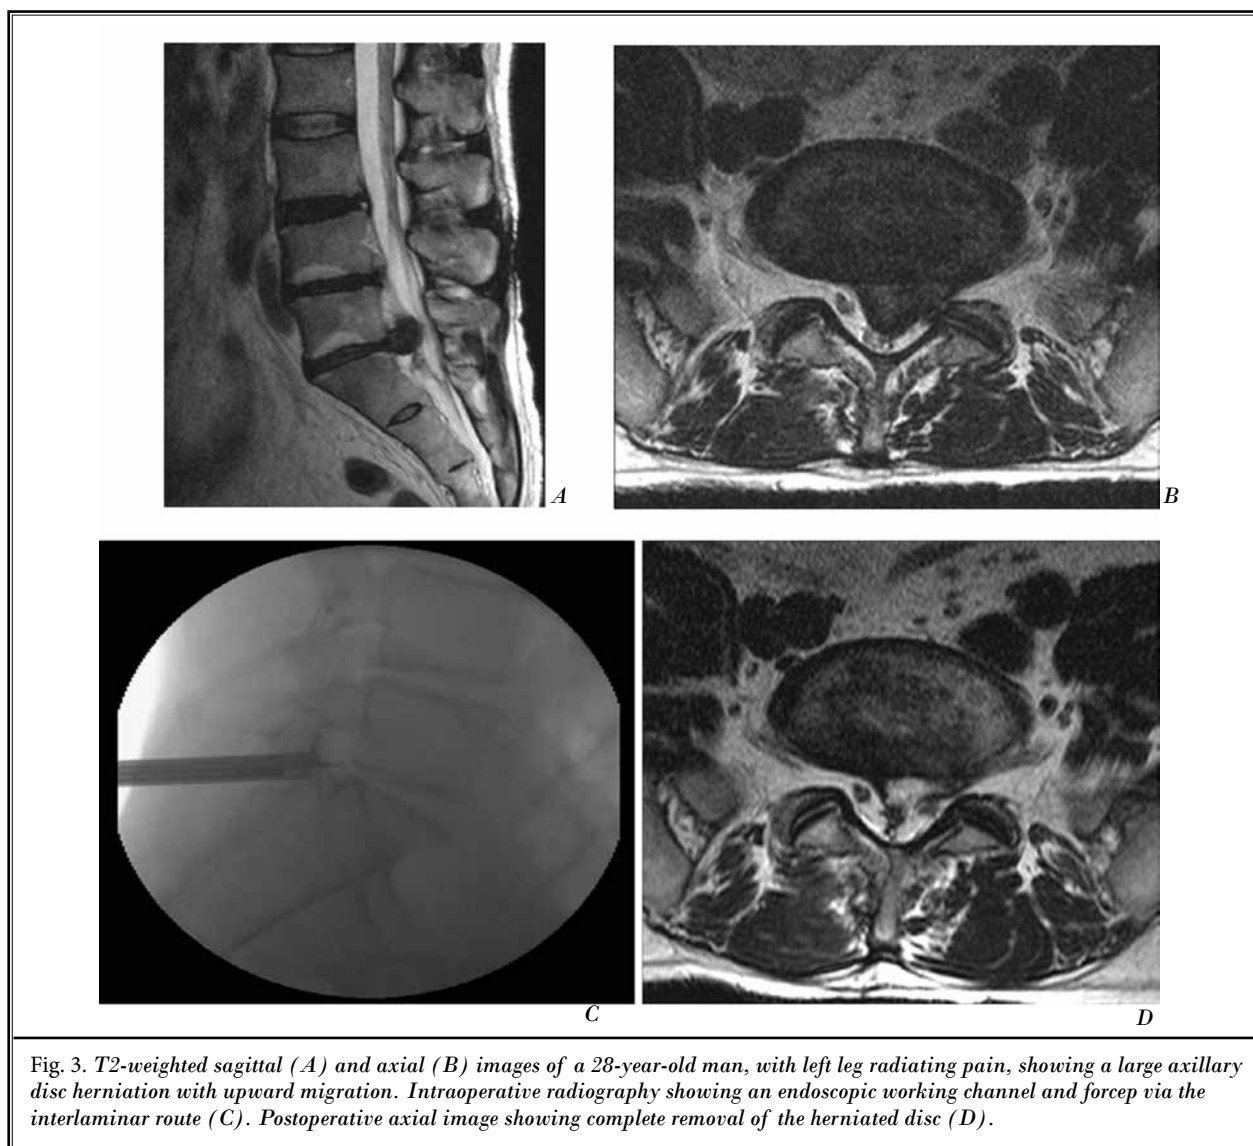 A
B
C
D
Fig. 3. T2-weighted sagittal (A) and axial (B) images of a 28-year-old man, with left leg radiating pain, showing a large axillary
disc herniation with upward migration. Intraoperative radiography showing an endoscopic working channel and forcep via the
interlaminar route (C). Postoperative axial image showing complete removal of the herniated disc (D).